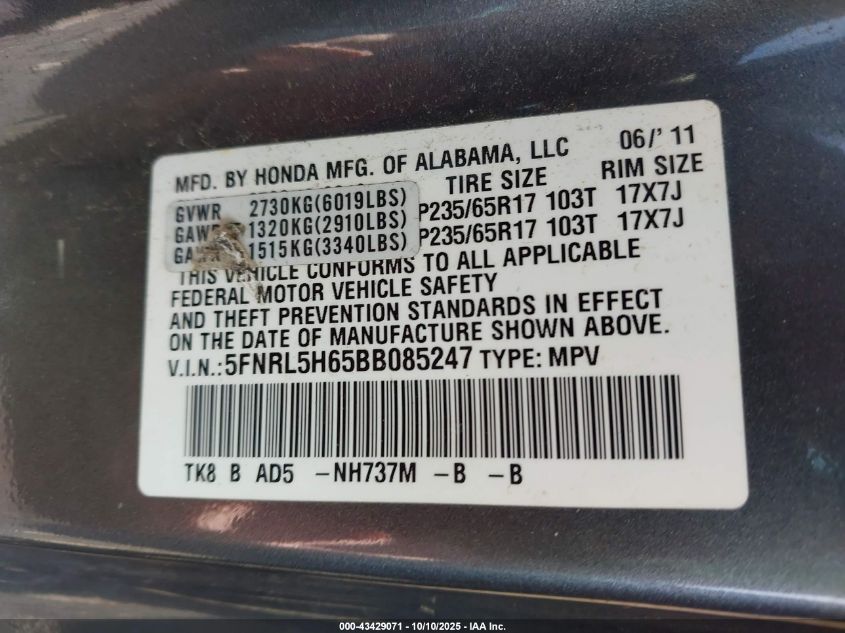 MFD. BY HONDA MFG. OF ALABAMA, LLC 06/'11
TIRE SIZE RIM SIZE
GVWR 2730KG(6019LBS)
1320KG(2910LBS) P235/65R17 103T 17X7J
1515KG(3340LBS) P235/65R17 103T 17X7J
THIS VEHICLE CONFORMS TO ALL APPLICABLE
FEDERAL MOTOR VEHICLE SAFETY
AND THEFT PREVENTION STANDARDS IN EFFECT
ON THE DATE OF MANUFACTURE SHOWN ABOVE.
V.I.N.:5FNRL5H65BB085247 TYPE: MPV
TK8 B AD5 -NH737M -B -B
000-43429071 - 10/10/2025 - IAA Inc.